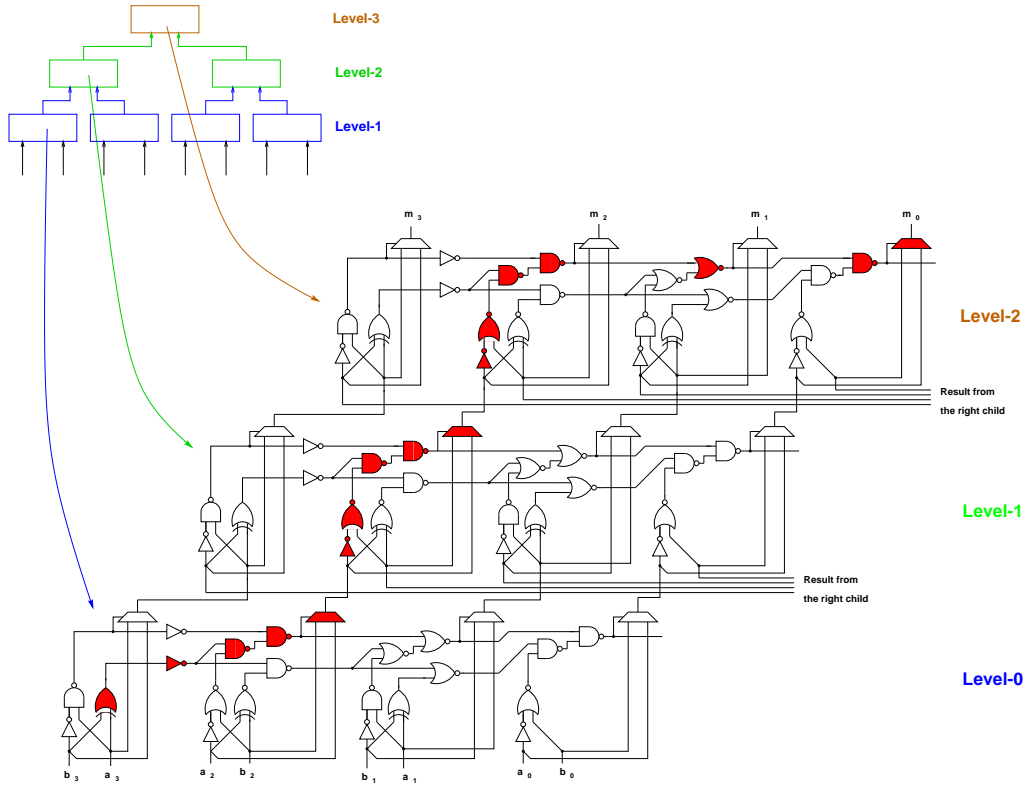 Level-3
Level-2
Level-1
m 3 m 2 m 1 m 0
Level-2
Result from
the right child
Level-1
Result from
the right child
Level-0
b 3 a 3 a 2 b 2 b 1 a 1 a 0 b 0